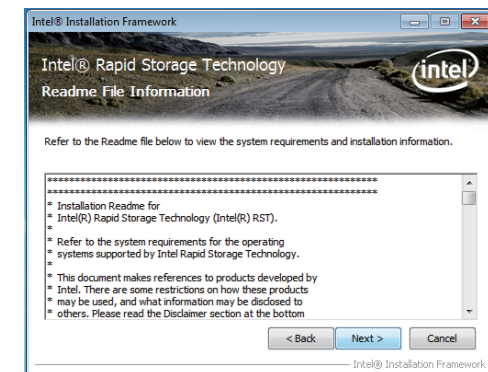 Intel® Installation Framework
Intel® Rapid Storage Technology
intel
Readme File Information
Refer to the Readme file below to view the system requirements and installation information.
************************************************************
************************************************************
* Installation Readme for
* Intel(R) Rapid Storage Technology (Intel(R) RST).
*
* Refer to the system requirements for the operating
* systems supported by Intel Rapid Storage Technology.
*
* This document makes references to products developed by
* Intel. There are some restrictions on how these products
* may be used, and what information may be disclosed to
* others. Please read the Disclaimer section at the bottom
< Back Next > Cancel
Intel® Installation Framework